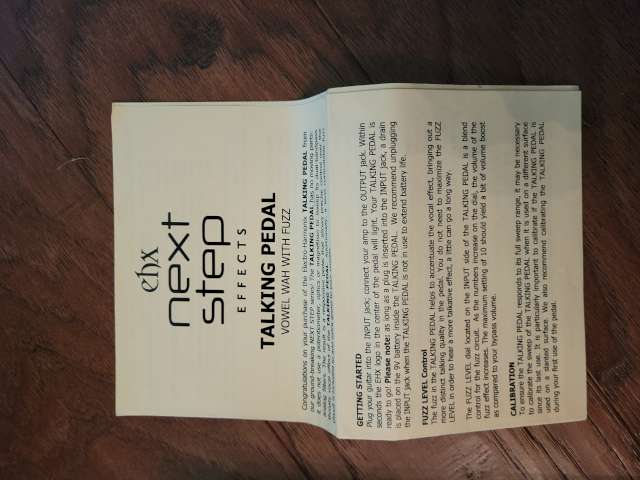 ehx
next
step
EFFECTS
TALKING PEDAL
VOWEL WAH WITH FUZZ
Congratulations on your purchase of the Electro-Harmonix TALKING PEDAL from
our ground-breaking NEXT STEP series! The TALKING PEDAL has no moving parts:
GETTING STARTED
Plug your guitar into the INPUT jack; connect your amp to the OUTPUT jack. Within
seconds the EHX logo in the center of the pedal will light. Your TALKING PEDAL is
ready to go! Please note: as long as a plug is inserted into the INPUT jack, a drain
is placed on the 9V battery inside the TALKING PEDAL. We recommend unplugging
the INPUT jack when the TALKING PEDAL is not in use to extend battery life.
FUZZ LEVEL Control
The fuzz in the TALKING PEDAL helps to accentuate the vocal effect, bringing out a
more distinct talking quality in the pedal. You do not need to maximize the FUZZ
LEVEL in order to hear a more talkative effect, a little can go a long way.
The FUZZ LEVEL dial located on the INPUT side of the TALKING PEDAL is a blend
control for the fuzz circuit. As the numbers increase on the dial, the volume of the
fuzz effect increases. The maximum setting of 10 should yield a bit of volume boost
as compared to your bypass volume.
CALIBRATION
To ensure the TALKING PEDAL responds to its full sweep range, it may be necessary
to calibrate the sweep of the TALKING PEDAL when it is used on a different surface
since its last use. It is particularly important to calibrate if the TALKING PEDAL is
used on a slanted surface. We also recommend calibrating the TALKING PEDAL
during your first use of the pedal.